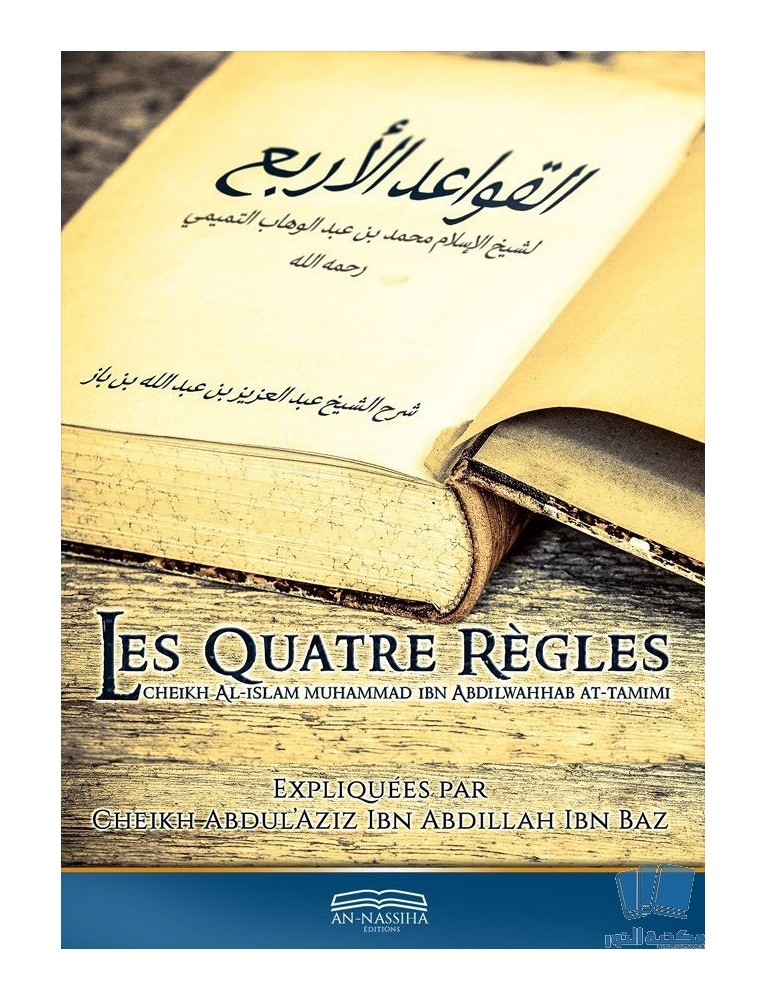 القواعد الأربع
لشيخ الإسلام محمد بن عبد الوهاب التميمي
رحمه الله
شرح الشيخ عبد العزيز بن عبد الله بن باز
LES QUATRE RÈGLES
CHEIKH AL-ISLAM MUHAMMAD IBN ABDILWAHHAB AT-TAMIMI
EXPLIQUÉES PAR
CHEIKH ABDUL'AZIZ IBN ABDILLAH IBN BAZ
AN-NASSIHA
ÉDITIONS
مكتبة النور